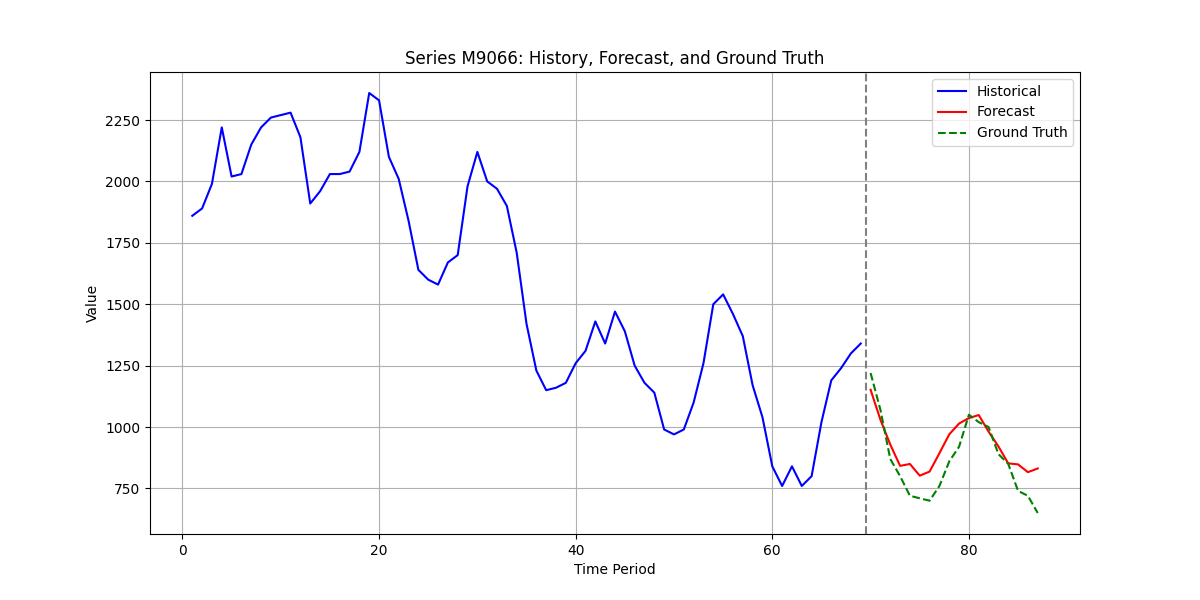 Series M9066: History, Forecast, and Ground Truth
Historical
Forecast
Ground Truth
Value
2250
2000
1750
1500
1250
1000
750
0
20
40
60
80
Time Period